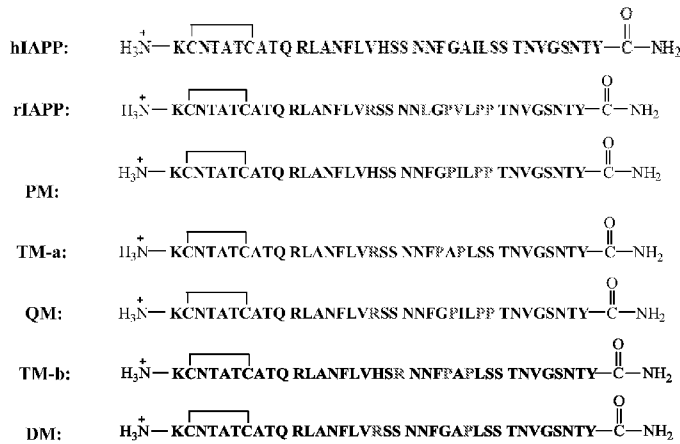 + O
hIAPP: H₃N—KCNTATCATQ RLANFLVHSS NNFGAILSS TNVGSNTY—C—NH₂
+ O
rIAPP: H₃N—KCNTATCATQ RLANFLVRSS NNLGPVLPP TNVGSNTY—C—NH₂
+ O
PM: H₃N—KCNTATCATQ RLANFLVHSS NNFGPILPP TNVGSNTY—C—NH₂
+ O
TM-a: H₃N—KCNTATCATQ RLANFLVRSS NNFPAPLSS TNVGSNTY—C—NH₂
+ O
QM: H₃N—KCNTATCATQ RLANFLVRSS NNFGPILPP TNVGSNTY—C—NH₂
+ O
TM-b: H₃N—KCNTATCATQ RLANFLVHSR NNFPAPLSS TNVGSNTY—C—NH₂
+ O
DM: H₃N—KCNTATCATQ RLANFLVRSS NNFGAPLSS TNVGSNTY—C—NH₂